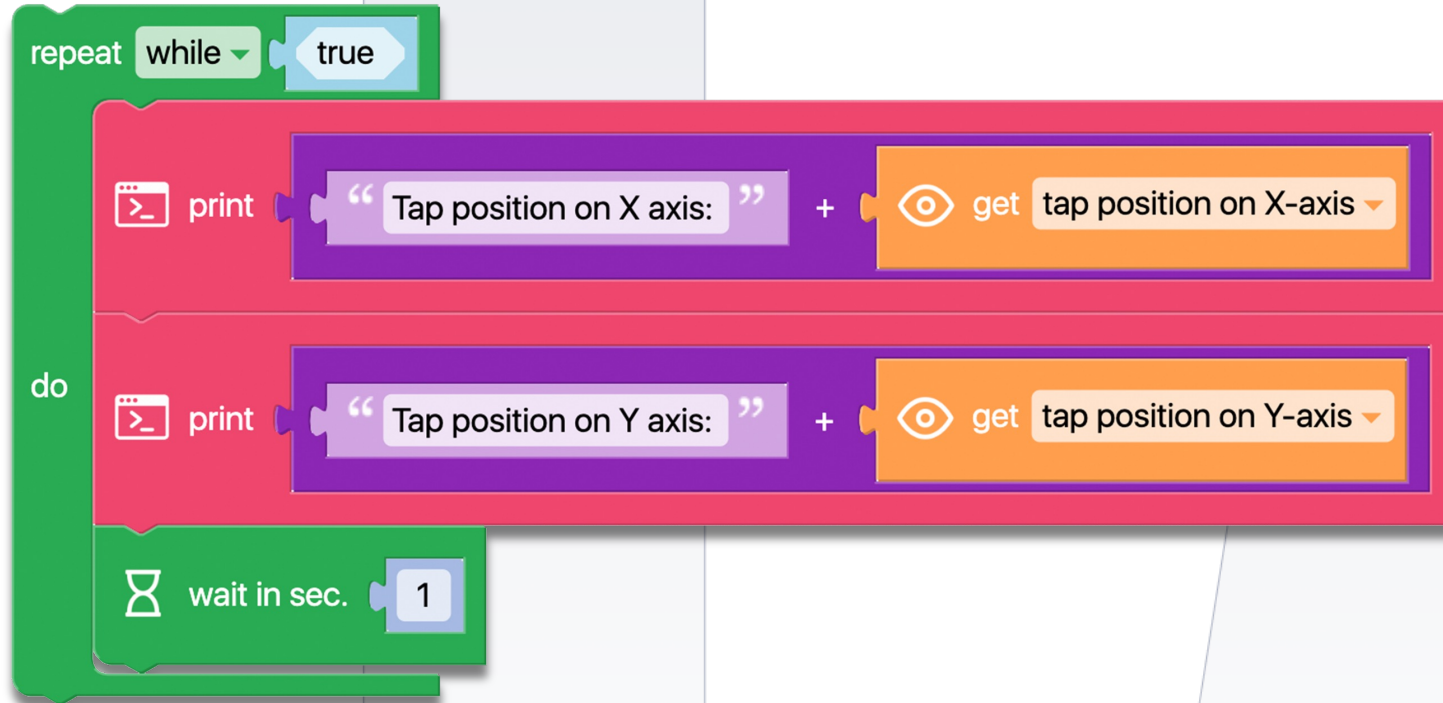 repeat while true
print “ Tap position on X axis: ” + get tap position on X-axis
do
print “ Tap position on Y axis: ” + get tap position on Y-axis
wait in sec. 1